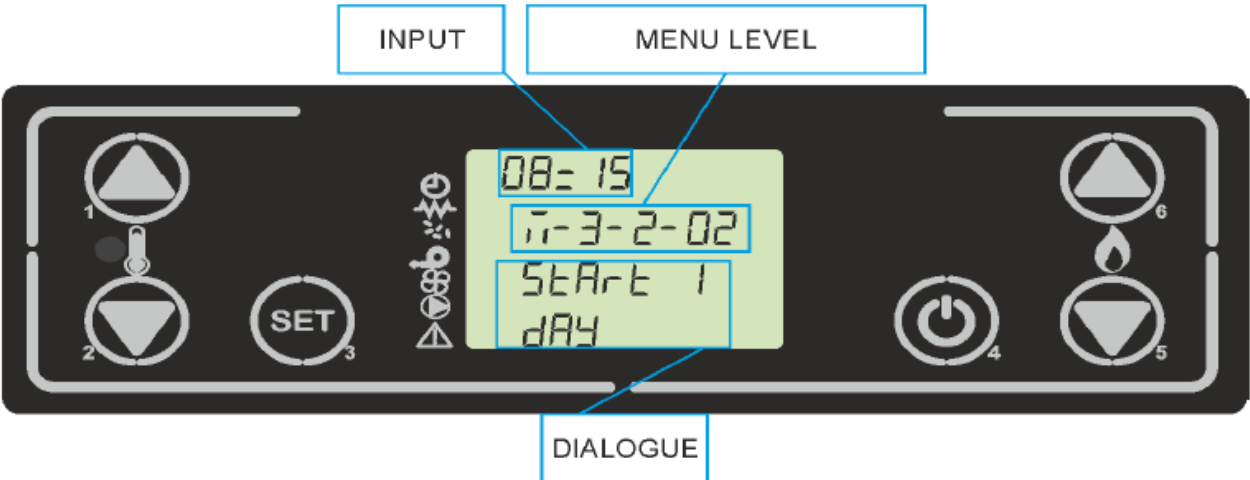 INPUT
MENU LEVEL
08:15
M-3-2-02
StArt 1
dAY
1
2
SET
3
4
5
6
DIALOGUE